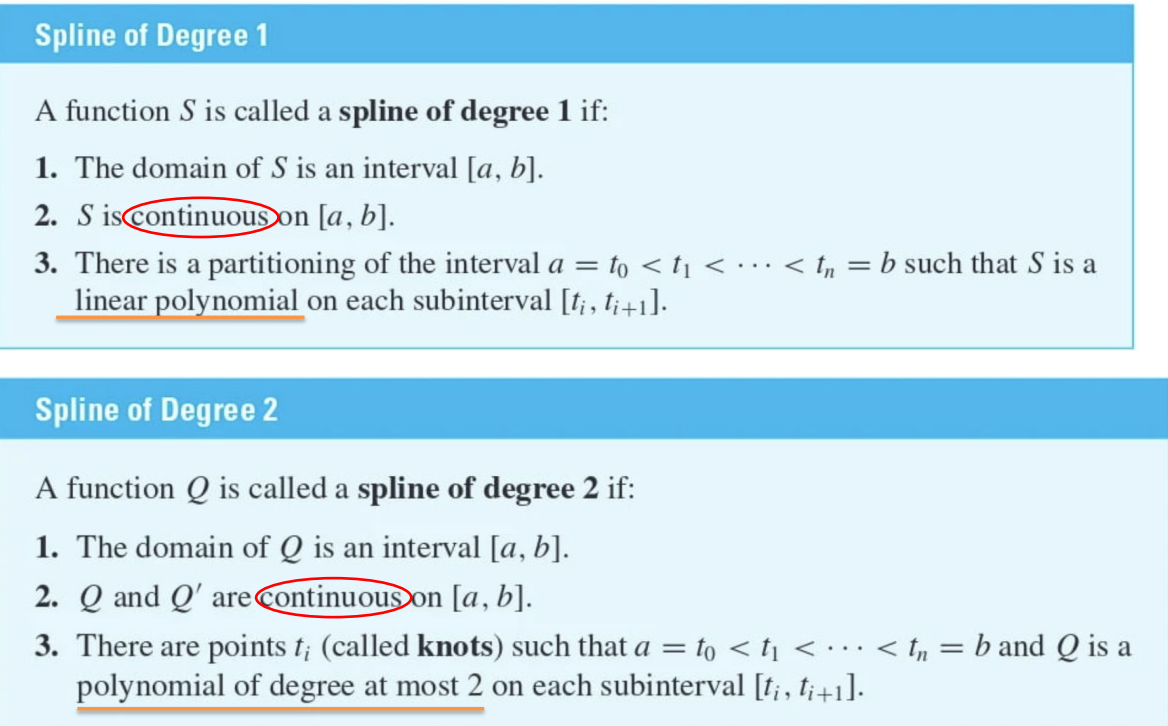 Spline of Degree 1
A function S is called a spline of degree 1 if:
1. The domain of S is an interval [a, b].
2. S is continuous on [a, b].
3. There is a partitioning of the interval a = t₀ < t₁ < ··· < tₙ = b such that S is a
linear polynomial on each subinterval [tᵢ, tᵢ₊₁].
Spline of Degree 2
A function Q is called a spline of degree 2 if:
1. The domain of Q is an interval [a, b].
2. Q and Q′ are continuous on [a, b].
3. There are points tᵢ (called knots) such that a = t₀ < t₁ < ··· < tₙ = b and Q is a
polynomial of degree at most 2 on each subinterval [tᵢ, tᵢ₊₁].